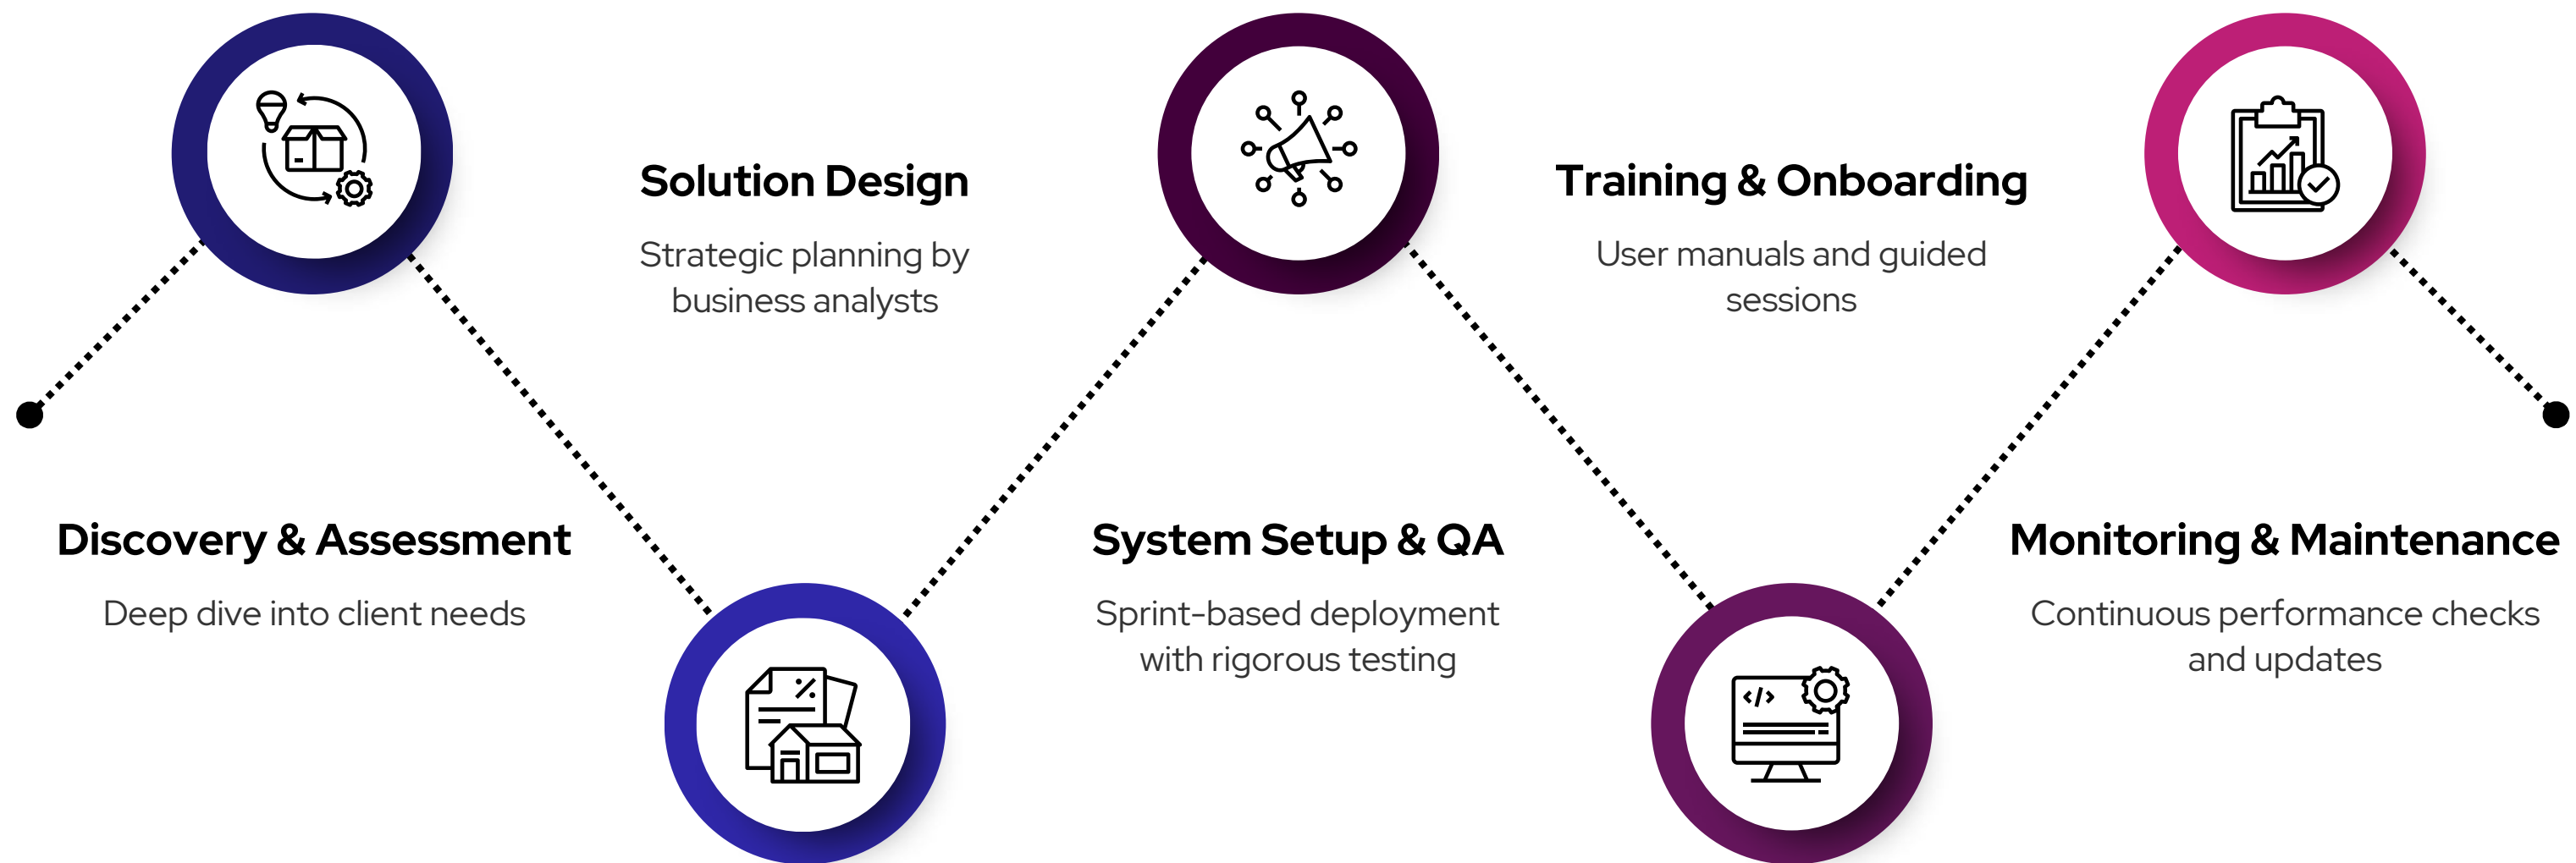 Discovery & Assessment
Deep dive into client needs
Solution Design
Strategic planning by
business analysts
System Setup & QA
Sprint-based deployment
with rigorous testing
Training & Onboarding
User manuals and guided
sessions
Monitoring & Maintenance
Continuous performance checks
and updates